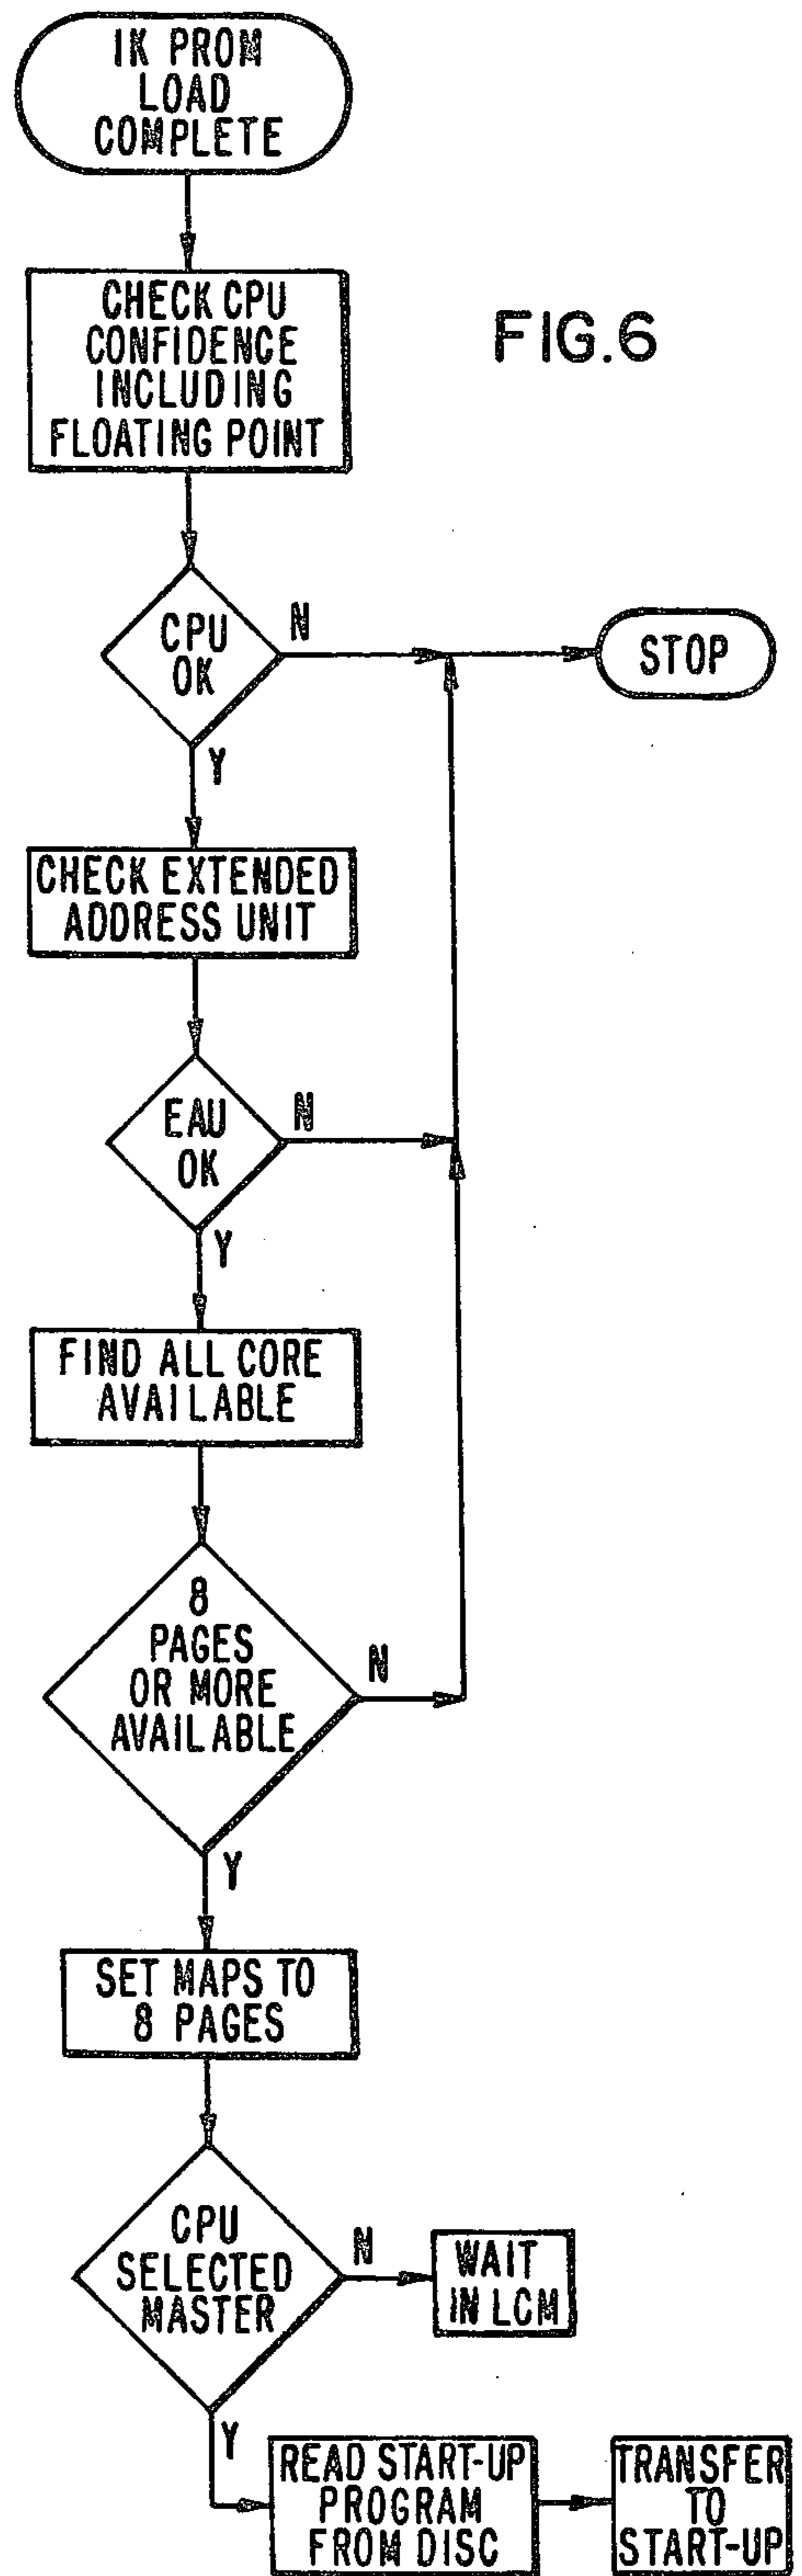 1K PROM
LOAD
COMPLETE
CHECK CPU
CONFIDENCE
INCLUDING
FLOATING POINT
FIG.6
CPU
OK
N
STOP
Y
CHECK EXTENDED
ADDRESS UNIT
EAU
OK
N
Y
FIND ALL CORE
AVAILABLE
8
PAGES
OR MORE
AVAILABLE
N
Y
SET MAPS TO
8 PAGES
CPU
SELECTED
MASTER
N
WAIT
IN LCM
Y
READ START-UP
PROGRAM
FROM DISC
TRANSFER
TO
START-UP